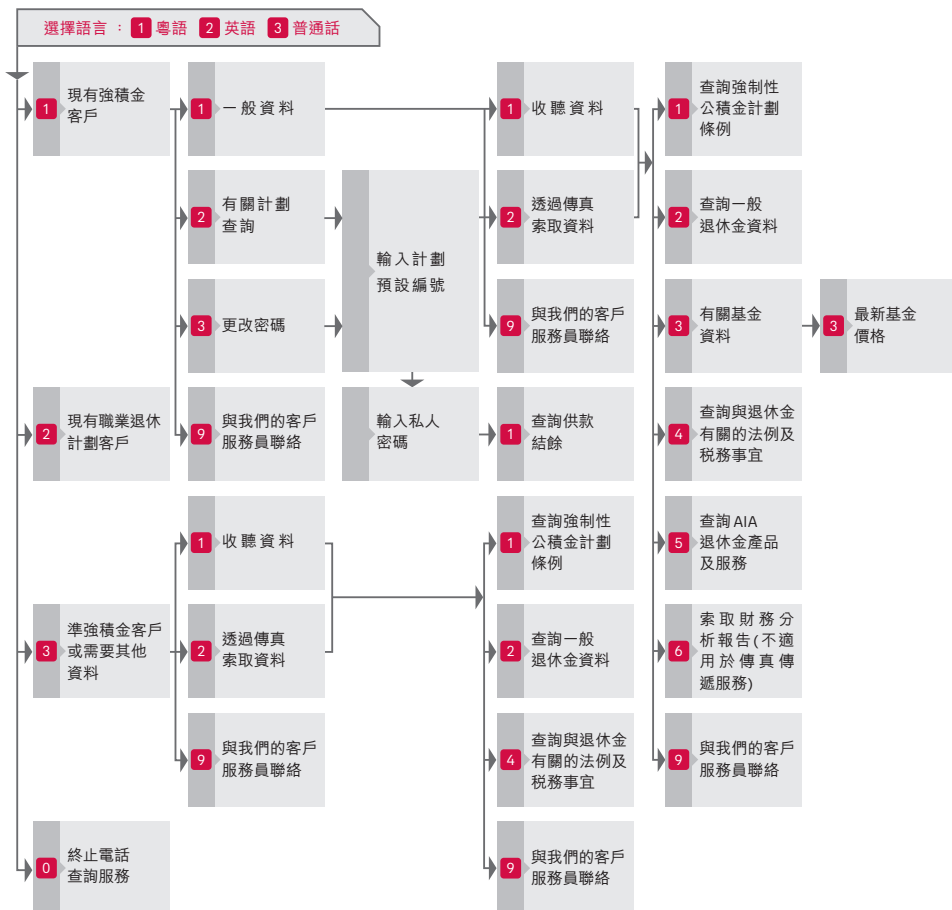 選擇語言 : 1 粵語 2 英語 3 普通話
1 現有強積金
客戶
1 一般資料
2 有關計劃
查詢
3 更改密碼
9 與我們的客戶
服務員聯絡
輸入計劃
預設編號
輸入私人
密碼
1 收聽資料
2 透過傳真
索取資料
9 與我們的客戶
服務員聯絡
1 查詢供款
結餘
1 查詢強制性
公積金計劃
條例
2 查詢一般
退休金資料
3 有關基金
資料
3 最新基金
價格
4 查詢與退休金
有關的法例及
稅務事宜
5 查詢AIA
退休金產品
及服務
6 索取財務分
析報告(不適
用於傳真傳
遞服務)
9 與我們的客戶
服務員聯絡
2 現有職業退休
計劃客戶
3 準強積金客戶
或需要其他
資料
1 收聽資料
2 透過傳真
索取資料
9 與我們的客戶
服務員聯絡
1 查詢強制性
公積金計劃
條例
2 查詢一般
退休金資料
4 查詢與退休金
有關的法例及
稅務事宜
9 與我們的客戶
服務員聯絡
0 終止電話
查詢服務